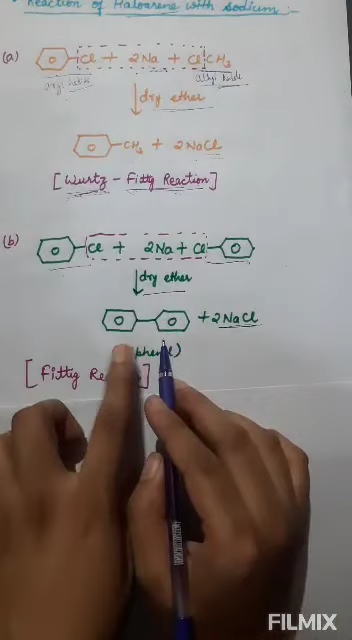 Reaction of Haloarene with Sodium :-
(a) Cl + 2Na + Cl CH3
aryl halide alkyl halide
dry ether
CH3 + 2NaCl
[Wurtz - Fittig Reaction]
(b) Cl + 2Na + Cl
dry ether
+ 2NaCl
phenyl)
[Fittig Re
]
FILMIX